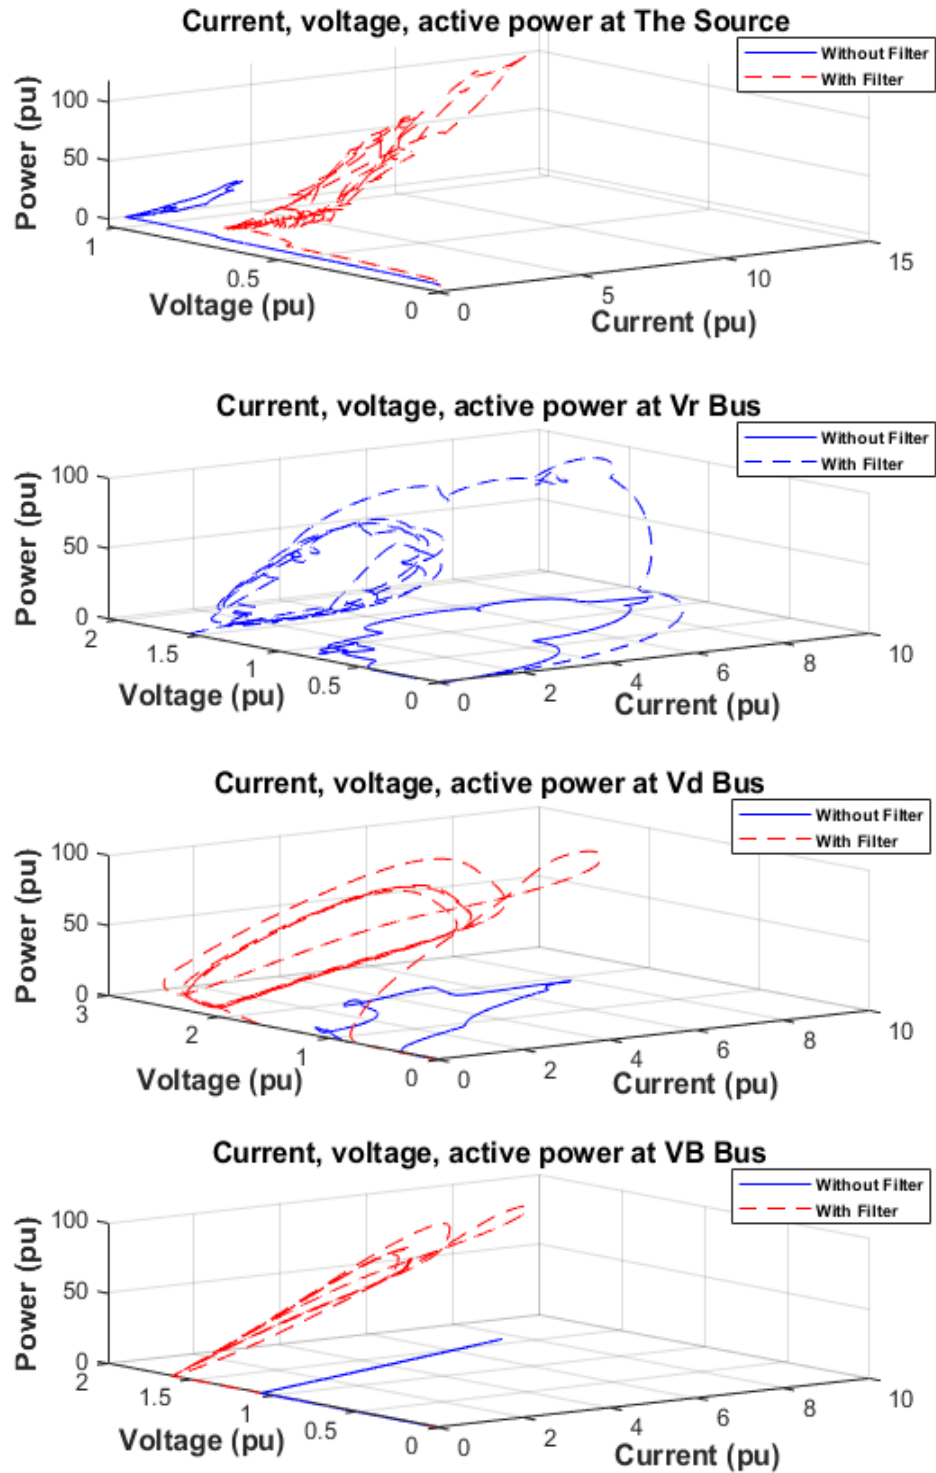 Current, voltage, active power at The Source
Without Filter
With Filter
Power (pu)
100
50
0
1
0.5
0
Voltage (pu)
0
5
10
15
Current (pu)
Current, voltage, active power at Vr Bus
Without Filter
With Filter
Power (pu)
100
50
0
2
1.5
1
0.5
0
Voltage (pu)
0
2
4
6
8
10
Current (pu)
Current, voltage, active power at Vd Bus
Without Filter
With Filter
Power (pu)
100
50
0
3
2
1
0
Voltage (pu)
0
2
4
6
8
10
Current (pu)
Current, voltage, active power at VB Bus
Without Filter
With Filter
Power (pu)
100
50
0
2
1.5
1
0.5
0
Voltage (pu)
0
2
4
6
8
10
Current (pu)